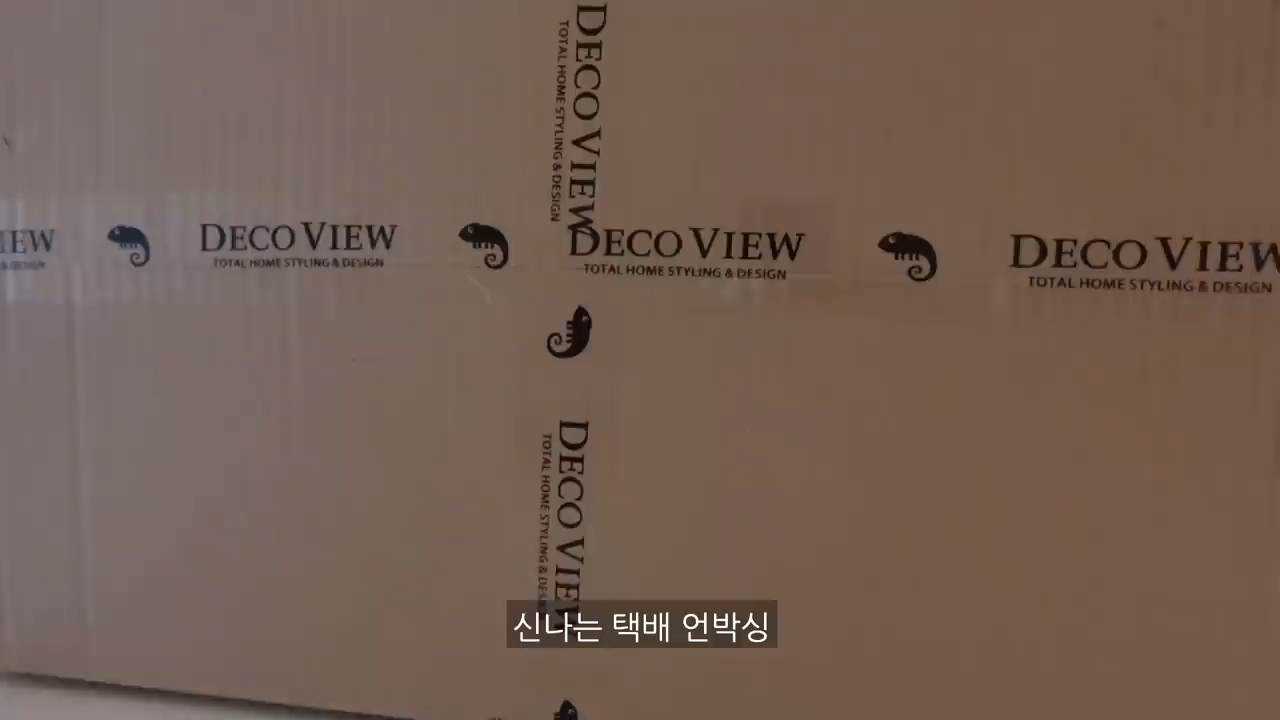 DECO VIEW
TOTAL HOME STYLING & DESIGN
IEW
& DESIGN
DECO VIEW
TOTAL HOME STYLING & DESIGN
DECO VIEW
TOTAL HOME STYLING & DESIGN
DECO VIEW
TOTAL HOME STYLING & DESIGN
DECO VIEW
TOTAL HOME STYLING & DES
신나는 택배 언박싱